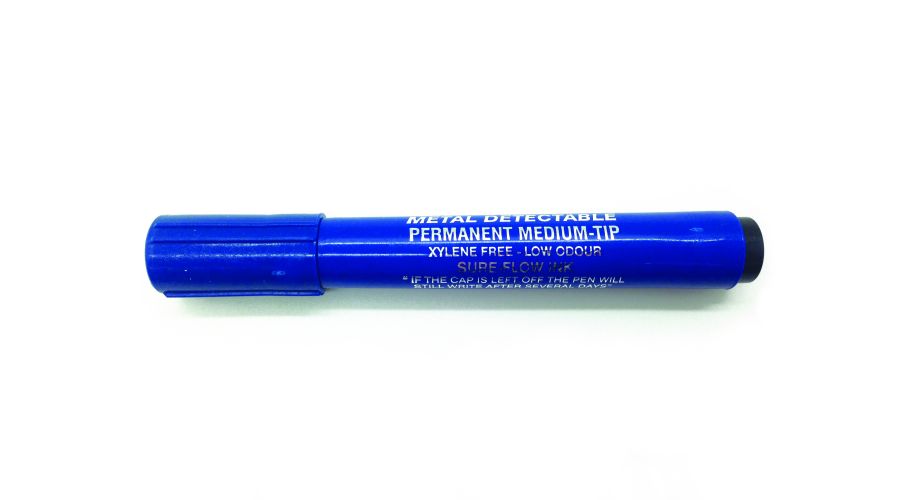 METAL DETECTABLE
PERMANENT MEDIUM-TIP
XYLENE FREE - LOW ODOUR
SURE FLOW INK
“ IF THE CAP IS LEFT OFF THE PEN WILL
STILL WRITE AFTER SEVERAL DAYS”